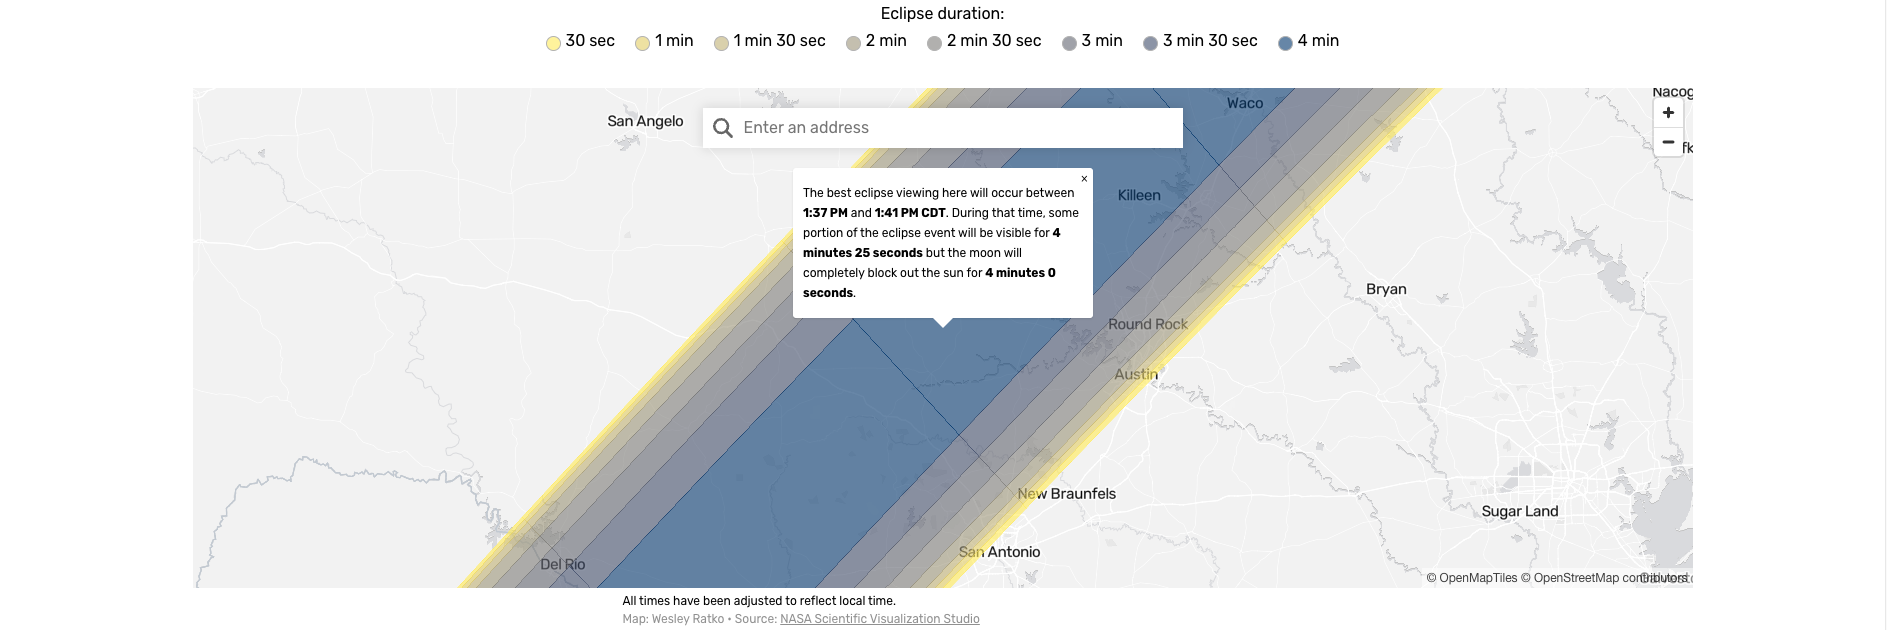 Eclipse duration:
30 sec 1 min 1 min 30 sec 2 min 2 min 30 sec 3 min 3 min 30 sec 4 min
Nacog
Waco
San Angelo
Enter an address
+
−
fk
×
The best eclipse viewing here will occur between
1:37 PM and 1:41 PM CDT. During that time, some
portion of the eclipse event will be visible for 4
minutes 25 seconds but the moon will
completely block out the sun for 4 minutes 0
seconds.
Killeen
Bryan
Round Rock
Austin
New Braunfels
Sugar Land
San Antonio
Del Rio
© OpenMapTiles © OpenStreetMap contributors
All times have been adjusted to reflect local time.
Map: Wesley Ratko • Source: NASA Scientific Visualization Studio